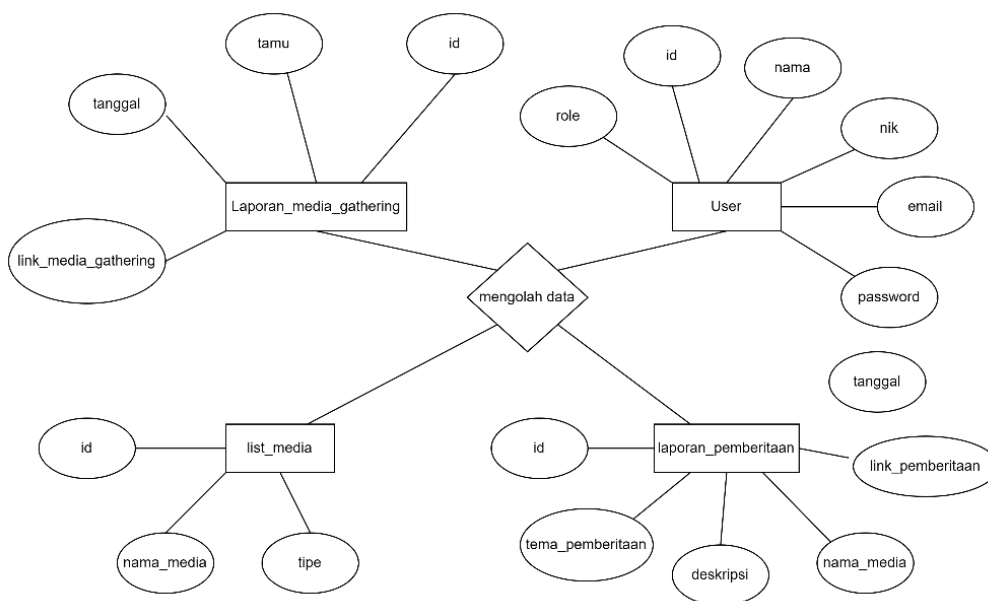 tamu
id
tanggal
Laporan_media_gathering
link_media_gathering
id
nama
role
nik
User
email
password
mengolah data
tanggal
id
list_media
nama_media
tipe
id
laporan_pemberitaan
link_pemberitaan
tema_pemberitaan
deskripsi
nama_media